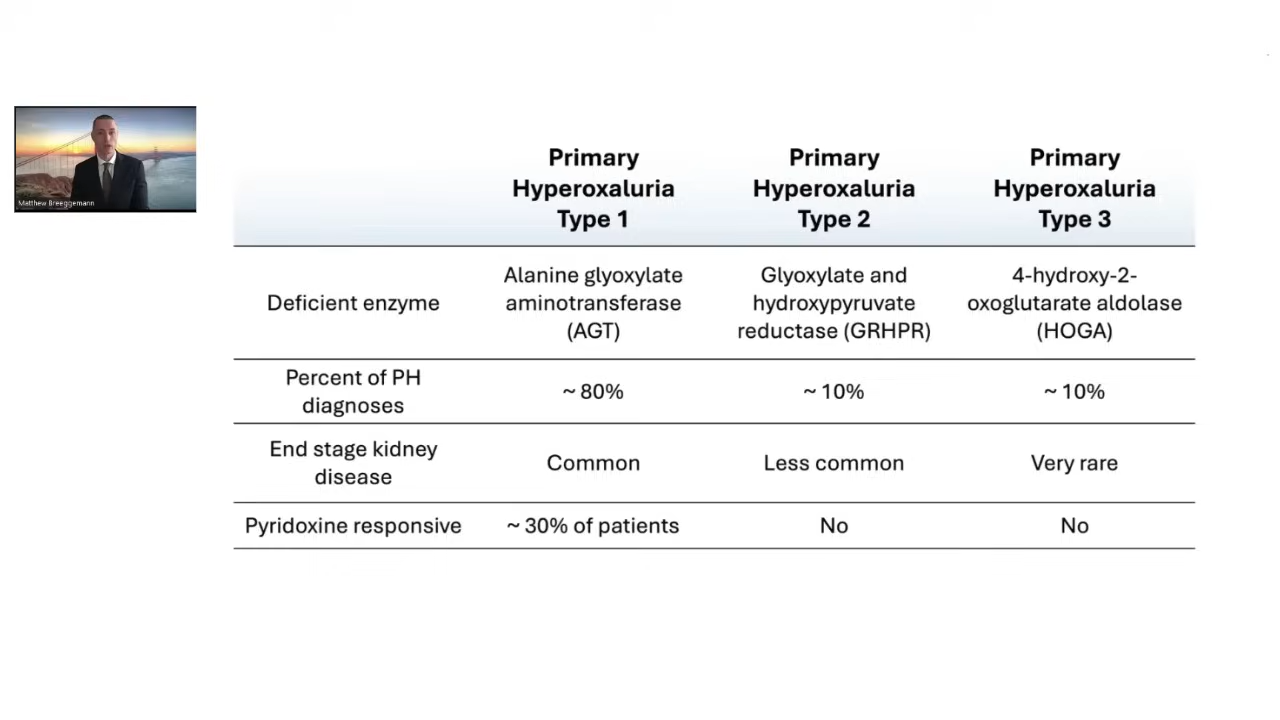 Matthew Breeggemann
Primary
Hyperoxaluria
Type 1
Primary
Hyperoxaluria
Type 2
Primary
Hyperoxaluria
Type 3
Deficient enzyme
Alanine glyoxylate
aminotransferase
(AGT)
Glyoxylate and
hydroxypyruvate
reductase (GRHPR)
4-hydroxy-2-
oxoglutarate aldolase
(HOGA)
Percent of PH
diagnoses
~ 80%
~ 10%
~ 10%
End stage kidney
disease
Common
Less common
Very rare
Pyridoxine responsive
~ 30% of patients
No
No